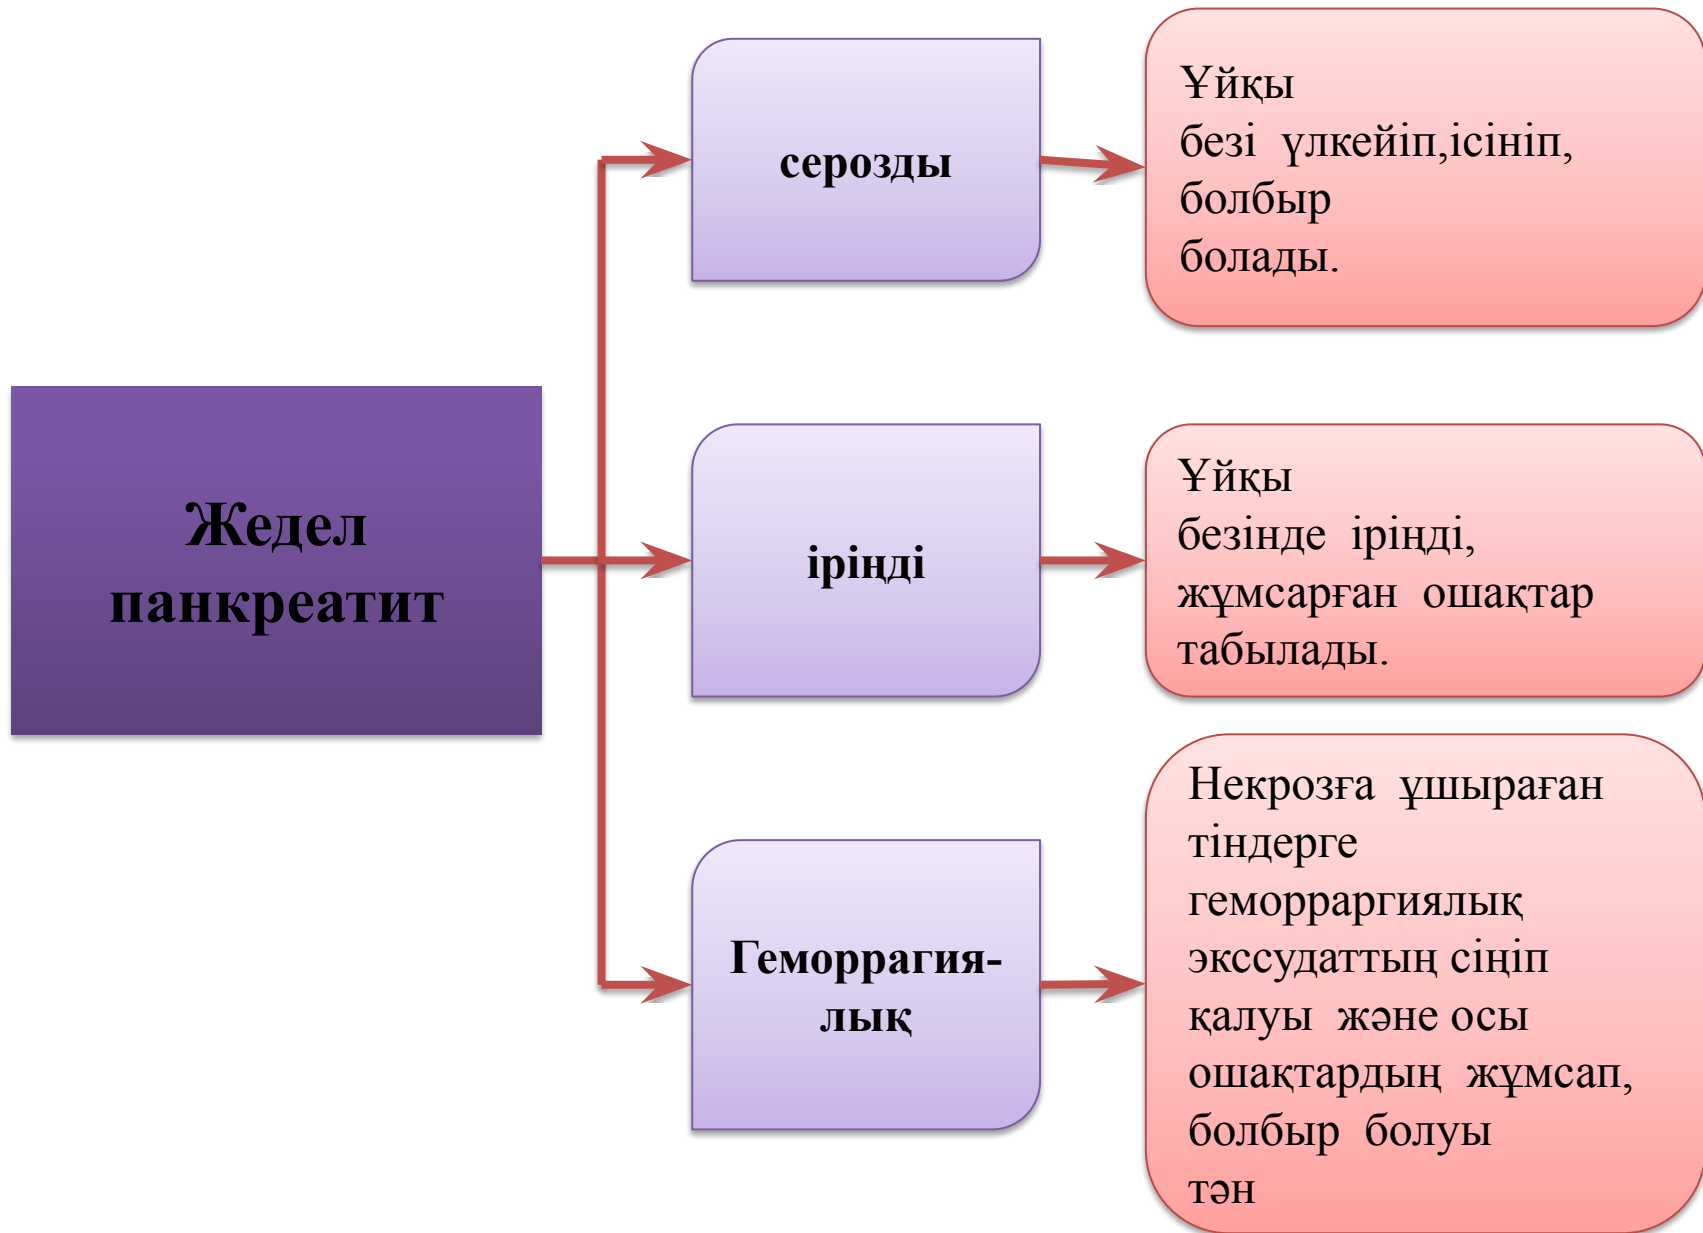 Жедел
панкреатит
серозды
Ұйқы
безі үлкейіп,ісініп,
болбыр
болады.
іріңді
Ұйқы
безінде іріңді,
жұмсарған ошақтар
табылады.
Геморрагия-
лық
Некрозға ұшыраған
тіндерге
геморраргиялық
экссудаттың сіңіп
қалуы және осы
ошақтардың жұмсап,
болбыр болуы
тән